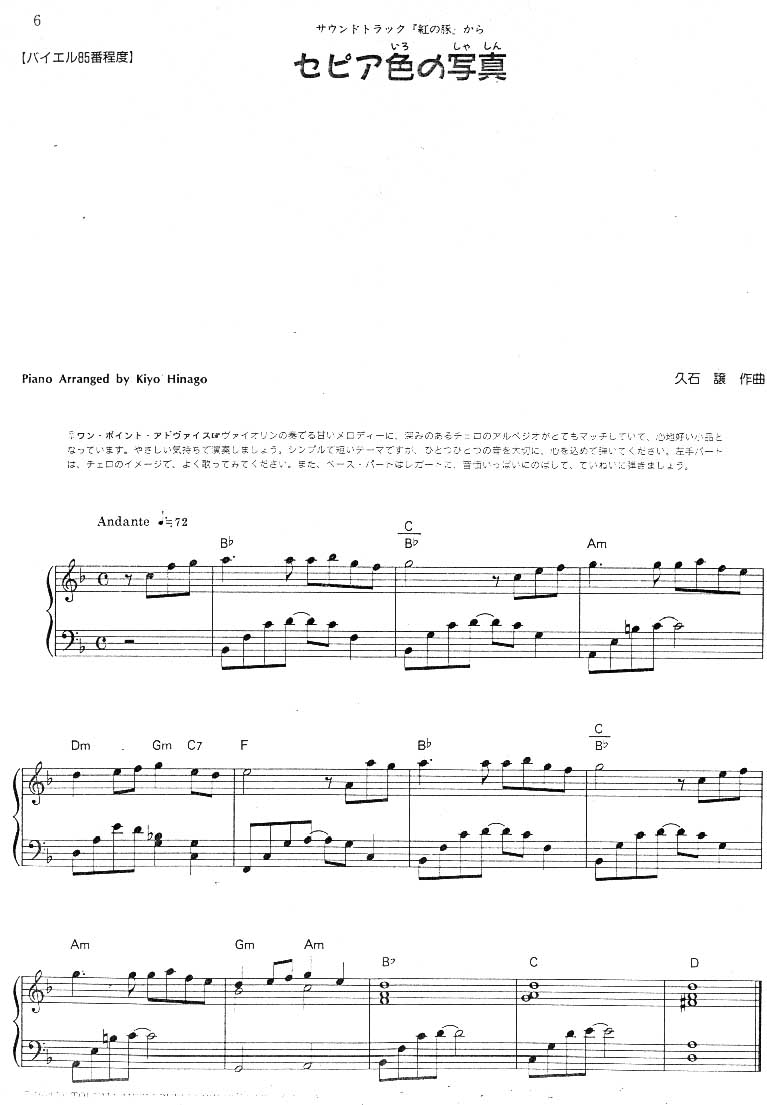 6
サウンドトラック『紅の豚』から
【バイエル85番程度】
いろ しゃ しん
セピア色の写真
Piano Arranged by Kiyo Hinago
久石 譲 作曲
ワン・ポイント・アドヴァイス☞ヴァイオリンの奏でる甘いメロディーに、深みのあるチェロのアルペジオがとてもマッチしていて、心地好い小品と
なっています。やさしい気持ちで演奏しましょう。シンプルで短いテーマですが、ひとつひとつの音を大切に、心を込めて弾いてください。左手パート
は、チェロのイメージで、よく歌ってみてください。また、ベース・パートはレガートに、音価いっぱいにのばして、ていねいに弾きましょう。
Andante ♩≒72
B♭ C/B♭ Am
Dm Gm C7 F B♭ C/B♭
Am Gm Am B♭ C D